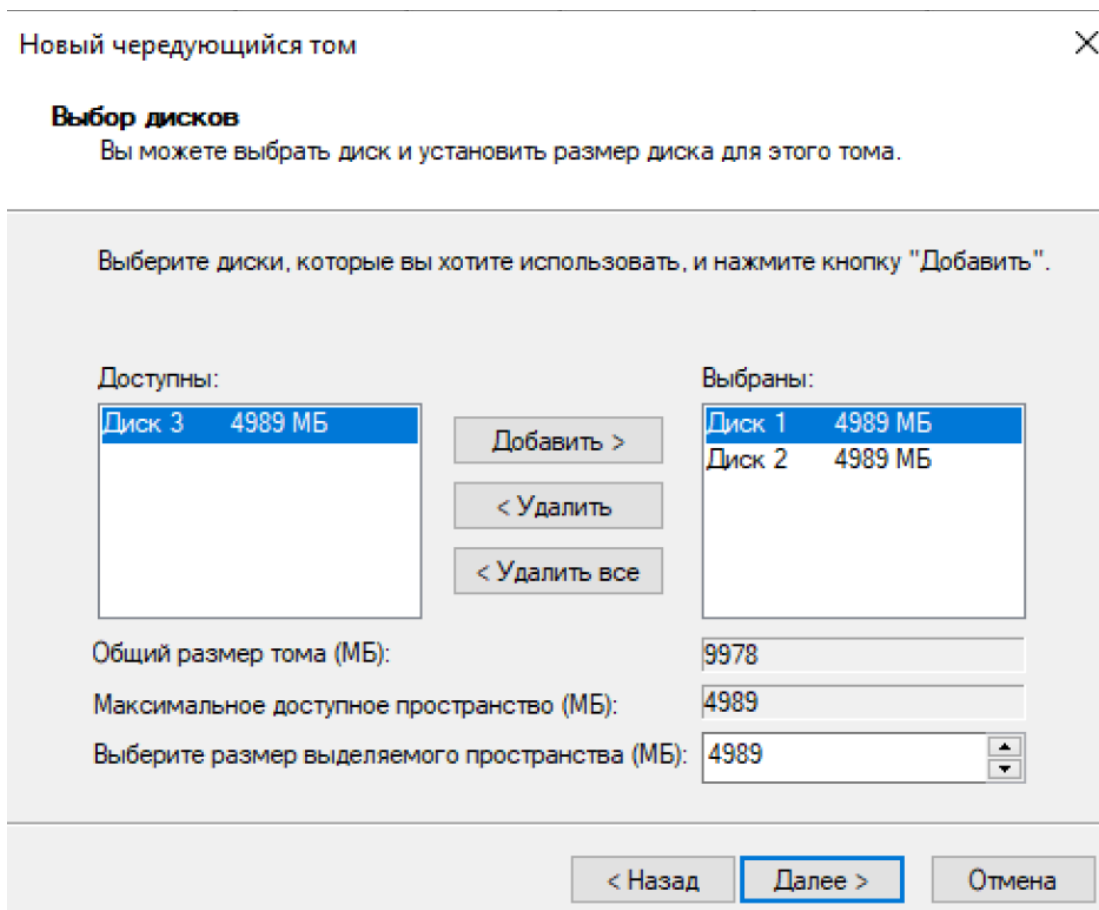 Новый чередующийся том
Выбор дисков
Вы можете выбрать диск и установить размер диска для этого тома.
Выберите диски, которые вы хотите использовать, и нажмите кнопку "Добавить".
Доступны:
Диск 3 4989 МБ
Добавить >
< Удалить
< Удалить все
Выбраны:
Диск 1 4989 МБ
Диск 2 4989 МБ
Общий размер тома (МБ): 9978
Максимальное доступное пространство (МБ): 4989
Выберите размер выделяемого пространства (МБ): 4989
< Назад Далее > Отмена